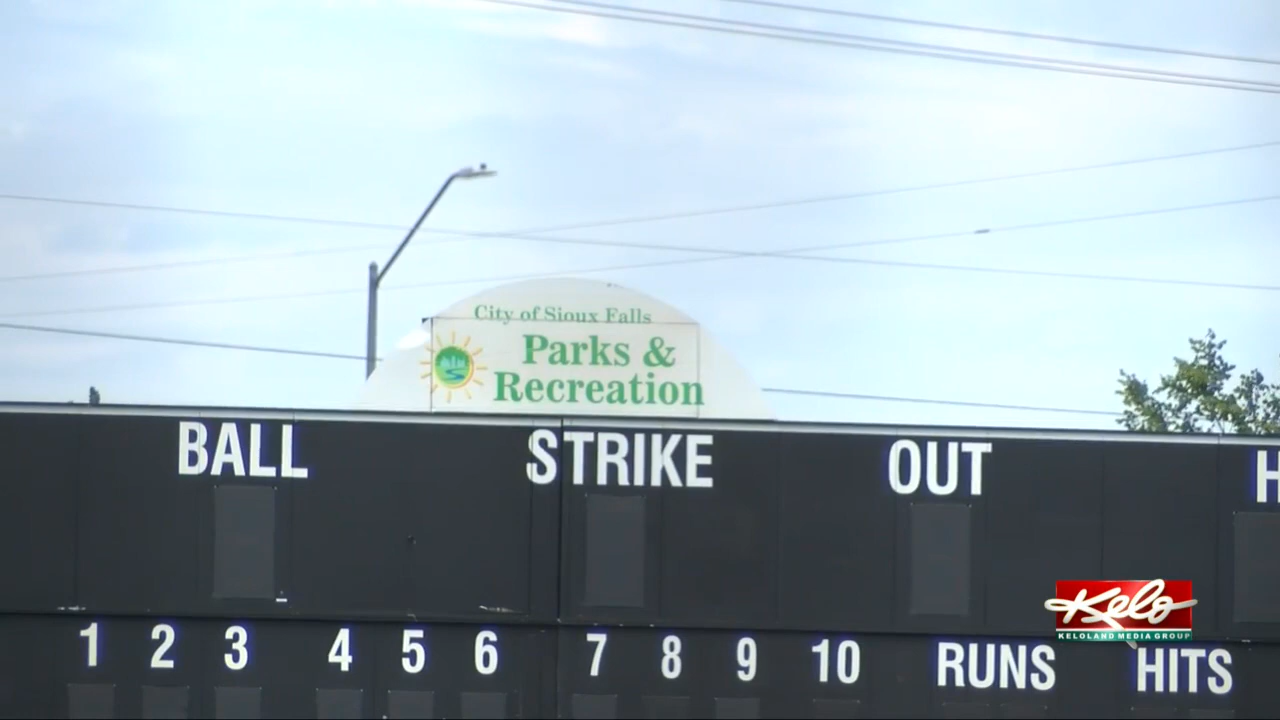 City of Sioux Falls
Parks &
Recreation
BALL STRIKE OUT H
1 2 3 4 5 6 7 8 9 10 RUNS HITS
Kelo
KELOLAND MEDIA GROUP